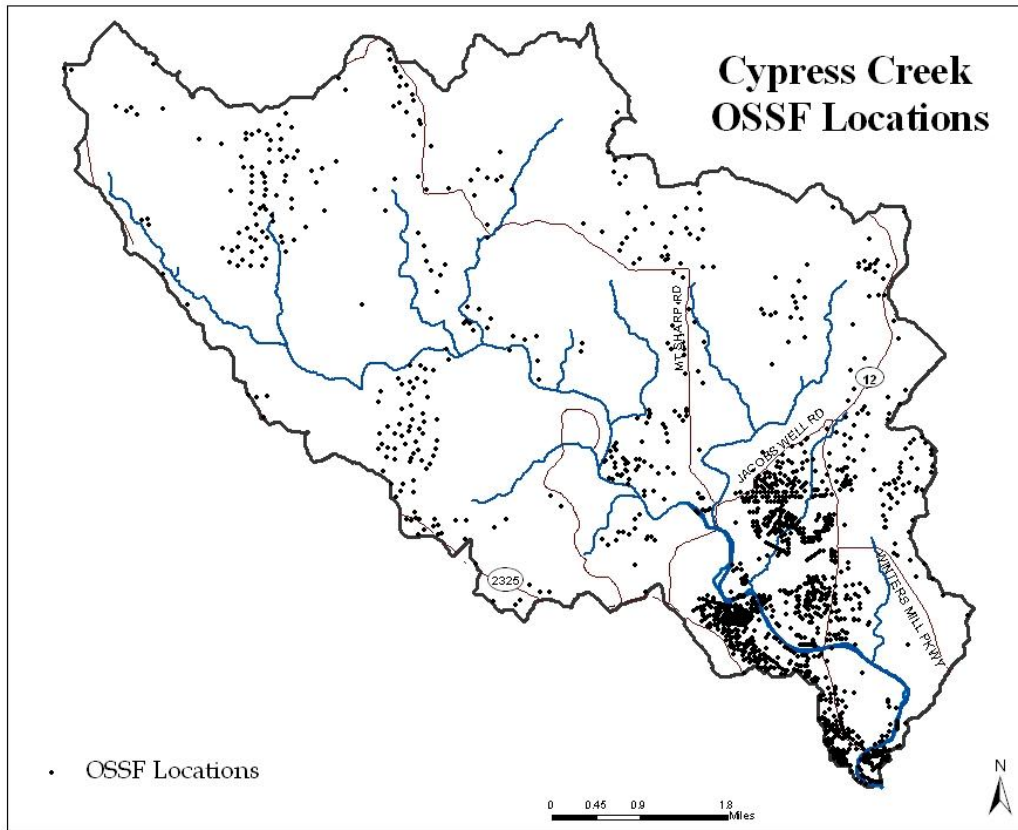 Cypress Creek
OSSF Locations
MT SHARP RD
12
JACOBS WELL RD
2325
WINTERS MILL PKWY
OSSF Locations
N
0 0.45 0.9 1.8
Miles